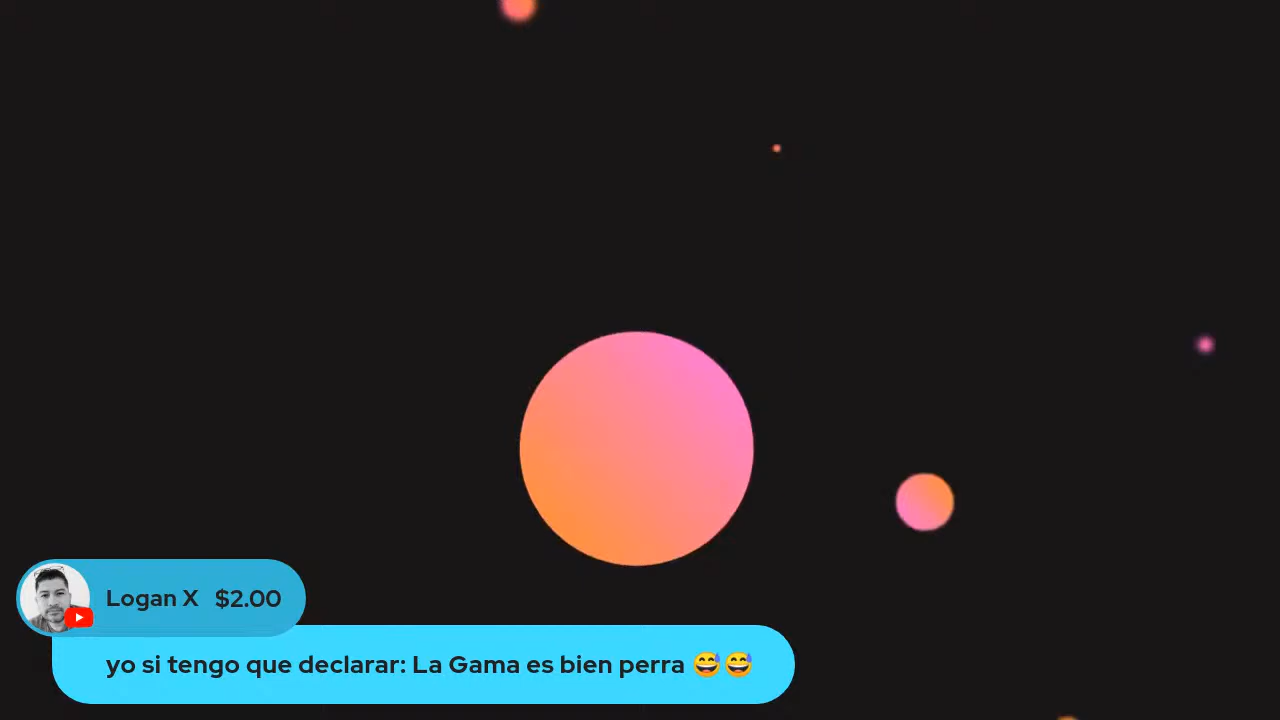 Logan X $2.00
yo si tengo que declarar: La Gama es bien perra 😅😅